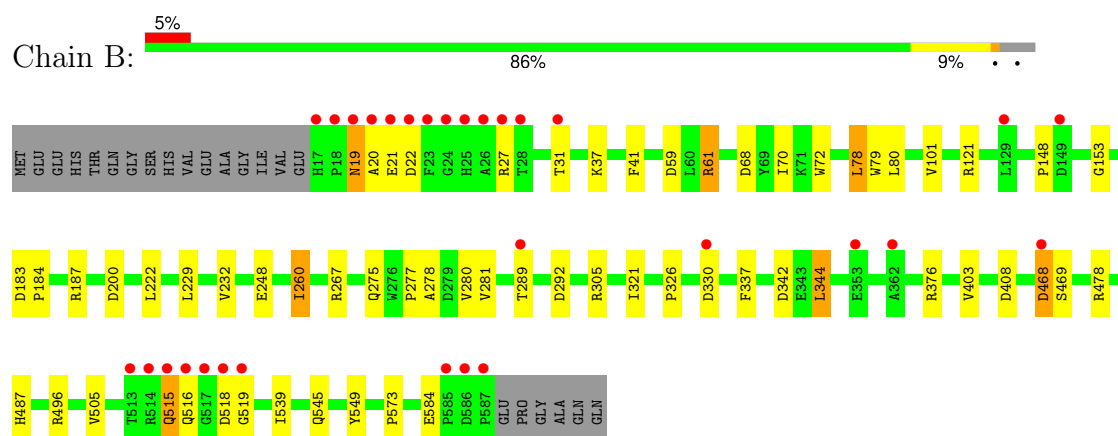 5%
Chain B:
86% 9% • •
MET GLU GLU HIS THR GLN GLY SER HIS VAL GLU ALA GLY ILE VAL GLU H17 P18 N19 A20 E21 D22 F23 G24 H25 A26 R27 T28 T31 K37 F41 D59 L60 R61 D68 Y69 I70 K71 W72 L78 W79 L80 V101 R121 L129 P148 D149 G153
D183 P184 R187 D200 L222 L229 V232 E248 I260 R267 Q275 W276 P277 A278 D279 V280 V281 T289 D292 R305 I321 P326 D330 F337 D342 E343 L344 E353 A362 R376 V403 D408 D468 S469 R478
H487 R496 V505 T513 R514 Q515 Q516 G517 D518 G519 I539 Q545 Y549 P573 E584 P585 D586 P587 GLU PRO GLY ALA GLN GLN